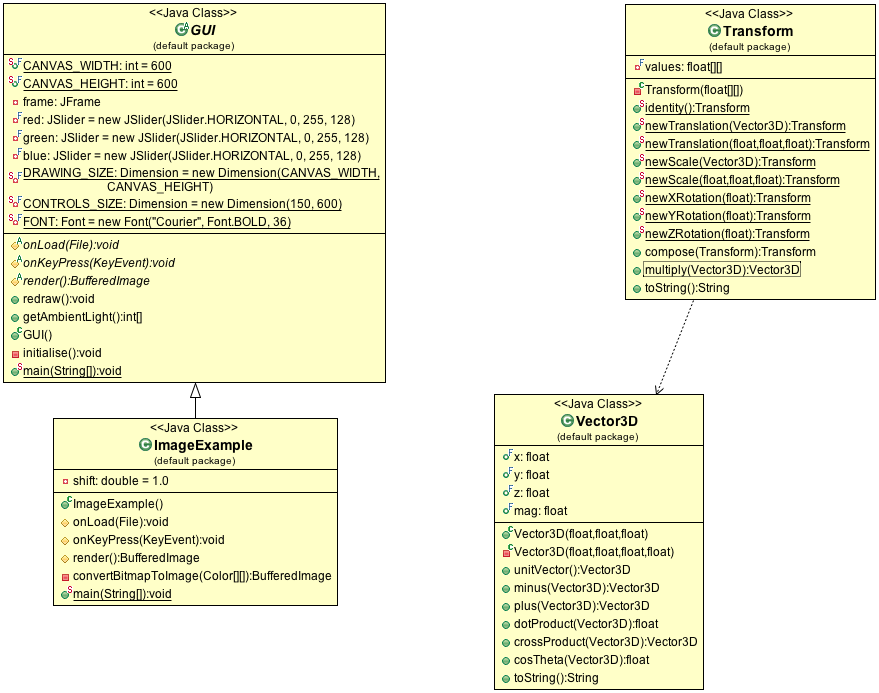 <<Java Class>>
GUI
(default package)
CANVAS_WIDTH: int = 600
CANVAS_HEIGHT: int = 600
frame: JFrame
red: JSlider = new JSlider(JSlider.HORIZONTAL, 0, 255, 128)
green: JSlider = new JSlider(JSlider.HORIZONTAL, 0, 255, 128)
blue: JSlider = new JSlider(JSlider.HORIZONTAL, 0, 255, 128)
DRAWING_SIZE: Dimension = new Dimension(CANVAS_WIDTH,
CANVAS_HEIGHT)
CONTROLS_SIZE: Dimension = new Dimension(150, 600)
FONT: Font = new Font("Courier", Font.BOLD, 36)
onLoad(File):void
onKeyPress(KeyEvent):void
render():BufferedImage
redraw():void
getAmbientLight():int[]
GUI()
initialise():void
main(String[]):void
<<Java Class>>
ImageExample
(default package)
shift: double = 1.0
ImageExample()
onLoad(File):void
onKeyPress(KeyEvent):void
render():BufferedImage
convertBitmapToImage(Color[][]):BufferedImage
main(String[]):void
<<Java Class>>
Transform
(default package)
values: float[][]
Transform(float[][])
identity():Transform
newTranslation(Vector3D):Transform
newTranslation(float,float,float):Transform
newScale(Vector3D):Transform
newScale(float,float,float):Transform
newXRotation(float):Transform
newYRotation(float):Transform
newZRotation(float):Transform
compose(Transform):Transform
multiply(Vector3D):Vector3D
toString():String
<<Java Class>>
Vector3D
(default package)
x: float
y: float
z: float
mag: float
Vector3D(float,float,float)
Vector3D(float,float,float,float)
unitVector():Vector3D
minus(Vector3D):Vector3D
plus(Vector3D):Vector3D
dotProduct(Vector3D):float
crossProduct(Vector3D):Vector3D
cosTheta(Vector3D):float
toString():String